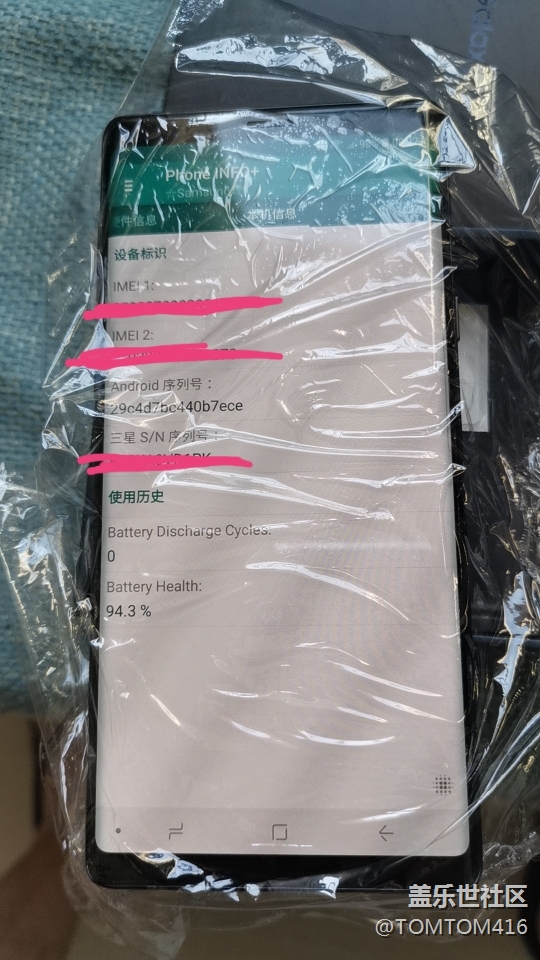 Phone INFO+
设备标识
IMEI 1:
IMEI 2:
Android 序列号：
29c4d7bc440b7ece
三星 S/N 序列号：
使用历史
Battery Discharge Cycles:
0
Battery Health:
94.3 %
盖乐世社区
@TOMTOM416